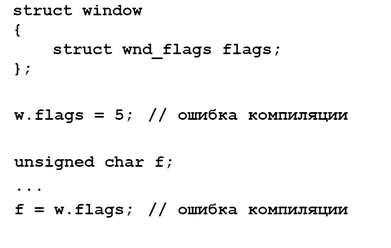 struct window
{
    struct wnd_flags flags;
};
w.flags = 5; // ошибка компиляции
unsigned char f;
...
f = w.flags; // ошибка компиляции